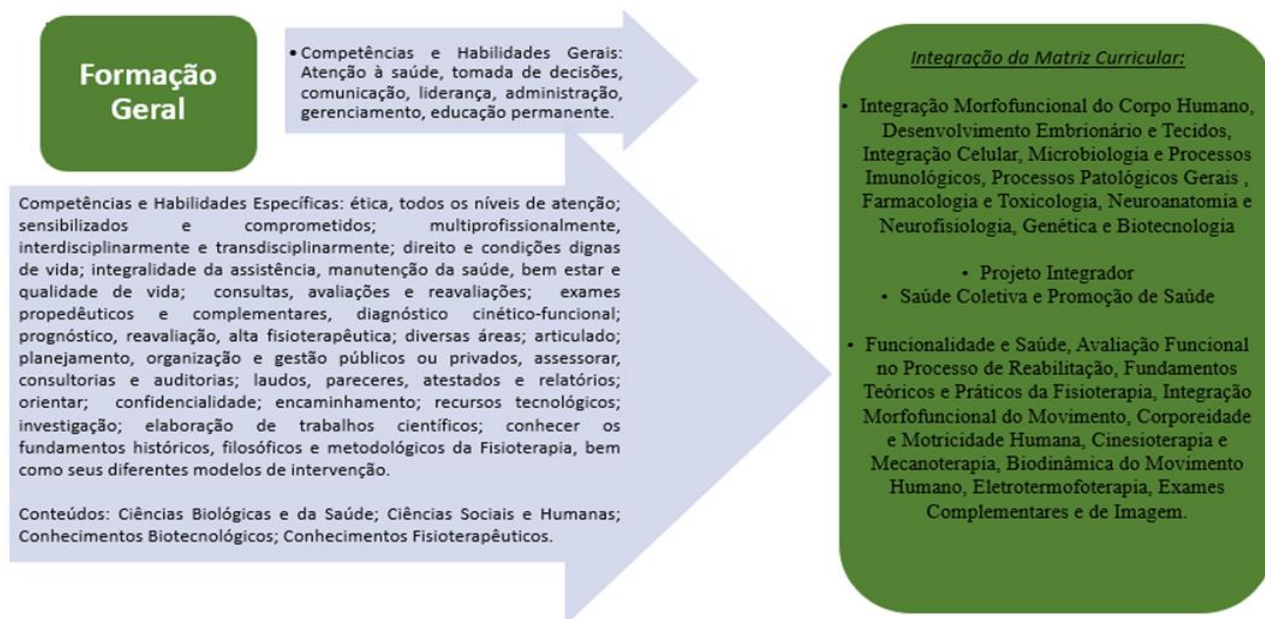 Formação
Geral
• Competências e Habilidades Gerais:
Atenção à saúde, tomada de decisões,
comunicação, liderança, administração,
gerenciamento, educação permanente.
Competências e Habilidades Específicas: ética, todos os níveis de atenção;
sensibilizados e comprometidos; multiprofissionalmente,
interdisciplinarmente e transdisciplinarmente; direito e condições dignas
de vida; integralidade da assistência, manutenção da saúde, bem estar e
qualidade de vida; consultas, avaliações e reavaliações; exames
propedêuticos e complementares, diagnóstico cinético-funcional;
prognóstico, reavaliação, alta fisioterapêutica; diversas áreas; articulado;
planejamento, organização e gestão públicos ou privados, assessorar,
consultorias e auditorias; laudos, pareceres, atestados e relatórios;
orientar; confidencialidade; encaminhamento; recursos tecnológicos;
investigação; elaboração de trabalhos científicos; conhecer os
fundamentos históricos, filosóficos e metodológicos da Fisioterapia, bem
como seus diferentes modelos de intervenção.
Conteúdos: Ciências Biológicas e da Saúde; Ciências Sociais e Humanas;
Conhecimentos Biotecnológicos; Conhecimentos Fisioterapêuticos.
Integração da Matriz Curricular:
• Integração Morfofuncional do Corpo Humano,
Desenvolvimento Embrionário e Tecidos,
Integração Celular, Microbiologia e Processos
Imunológicos, Processos Patológicos Gerais ,
Farmacologia e Toxicologia, Neuroanatomia e
Neurofisiologia, Genética e Biotecnologia
• Projeto Integrador
• Saúde Coletiva e Promoção de Saúde
• Funcionalidade e Saúde, Avaliação Funcional
no Processo de Reabilitação, Fundamentos
Teóricos e Práticos da Fisioterapia, Integração
Morfofuncional do Movimento, Corporeidade
e Motricidade Humana, Cinesioterapia e
Mecanoterapia, Biodinâmica do Movimento
Humano, Eletrotermofoterapia, Exames
Complementares e de Imagem.